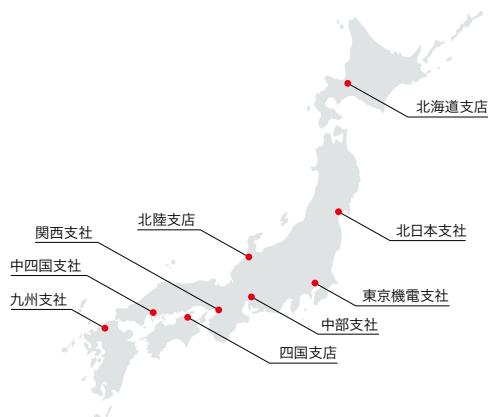 北海道支店
北陸支店
関西支社
北日本支社
中四国支社
九州支社
東京機電支社
中部支社
四国支店